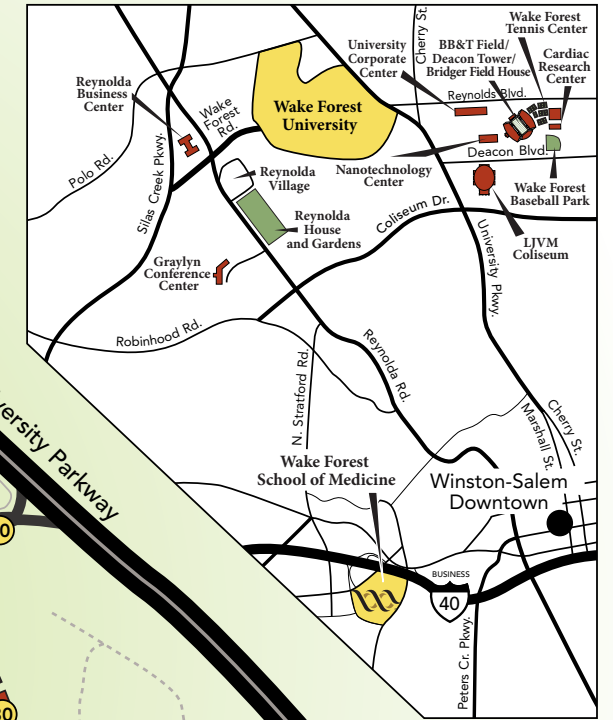 Cherry St.
Wake Forest
Tennis Center
University
Corporate
Center
BB&T Field/
Deacon Tower/
Bridger Field House
Cardiac
Research
Center
Reynolda
Business
Center
Wake
Forest
Rd.
Wake Forest
University
Reynolds Blvd.
Deacon Blvd.
Polo Rd.
Silas Creek Pkwy.
Reynolda
Village
Nanotechnology
Center
Wake Forest
Baseball Park
Reynolda
House
and Gardens
Coliseum Dr.
University Pkwy.
LJVM
Coliseum
Graylyn
Conference
Center
Robinhood Rd.
N. Stratford Rd.
Reynolda Rd.
Marshall St.
Cherry St.
versity Parkway
Wake Forest
School of Medicine
Winston-Salem
Downtown
BUSINESS
40
Peters Cr. Pkwy.